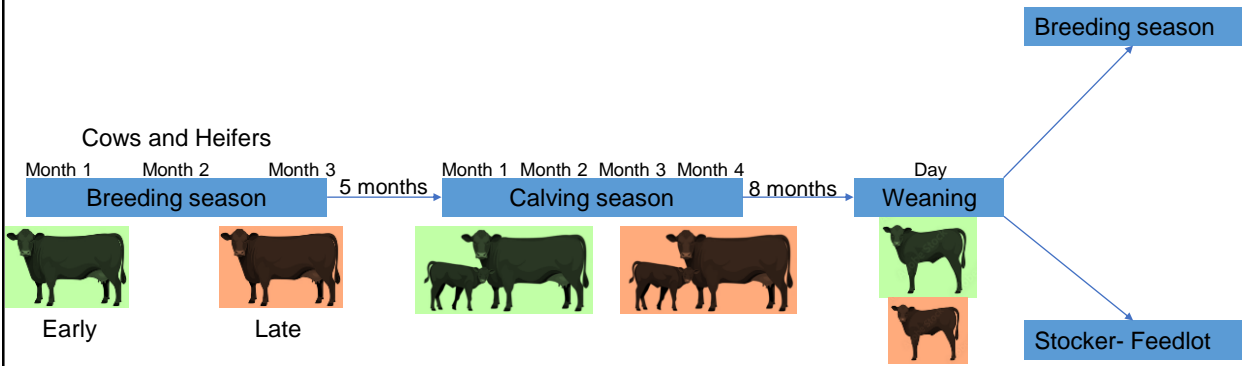 Breeding season
Cows and Heifers
Month 1 Month 2 Month 3
Breeding season
5 months
Month 1 Month 2 Month 3 Month 4
Calving season
8 months
Day
Weaning
Early
Late
Stocker- Feedlot